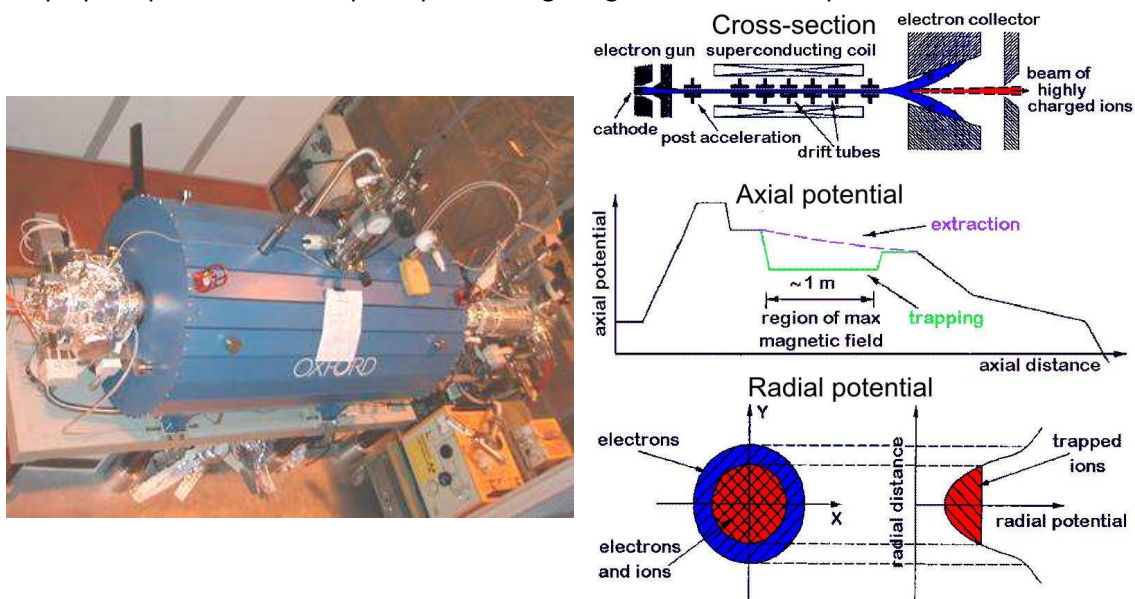 Cross-section
electron collector
electron gun superconducting coil
beam of
highly
charged ions
cathode
post acceleration
drift tubes
Axial potential
axial potential
extraction
~1 m
trapping
region of max
magnetic field
axial distance
OXFORD
Radial potential
Y
electrons
X
electrons
and ions
radial distance
trapped
ions
radial potential